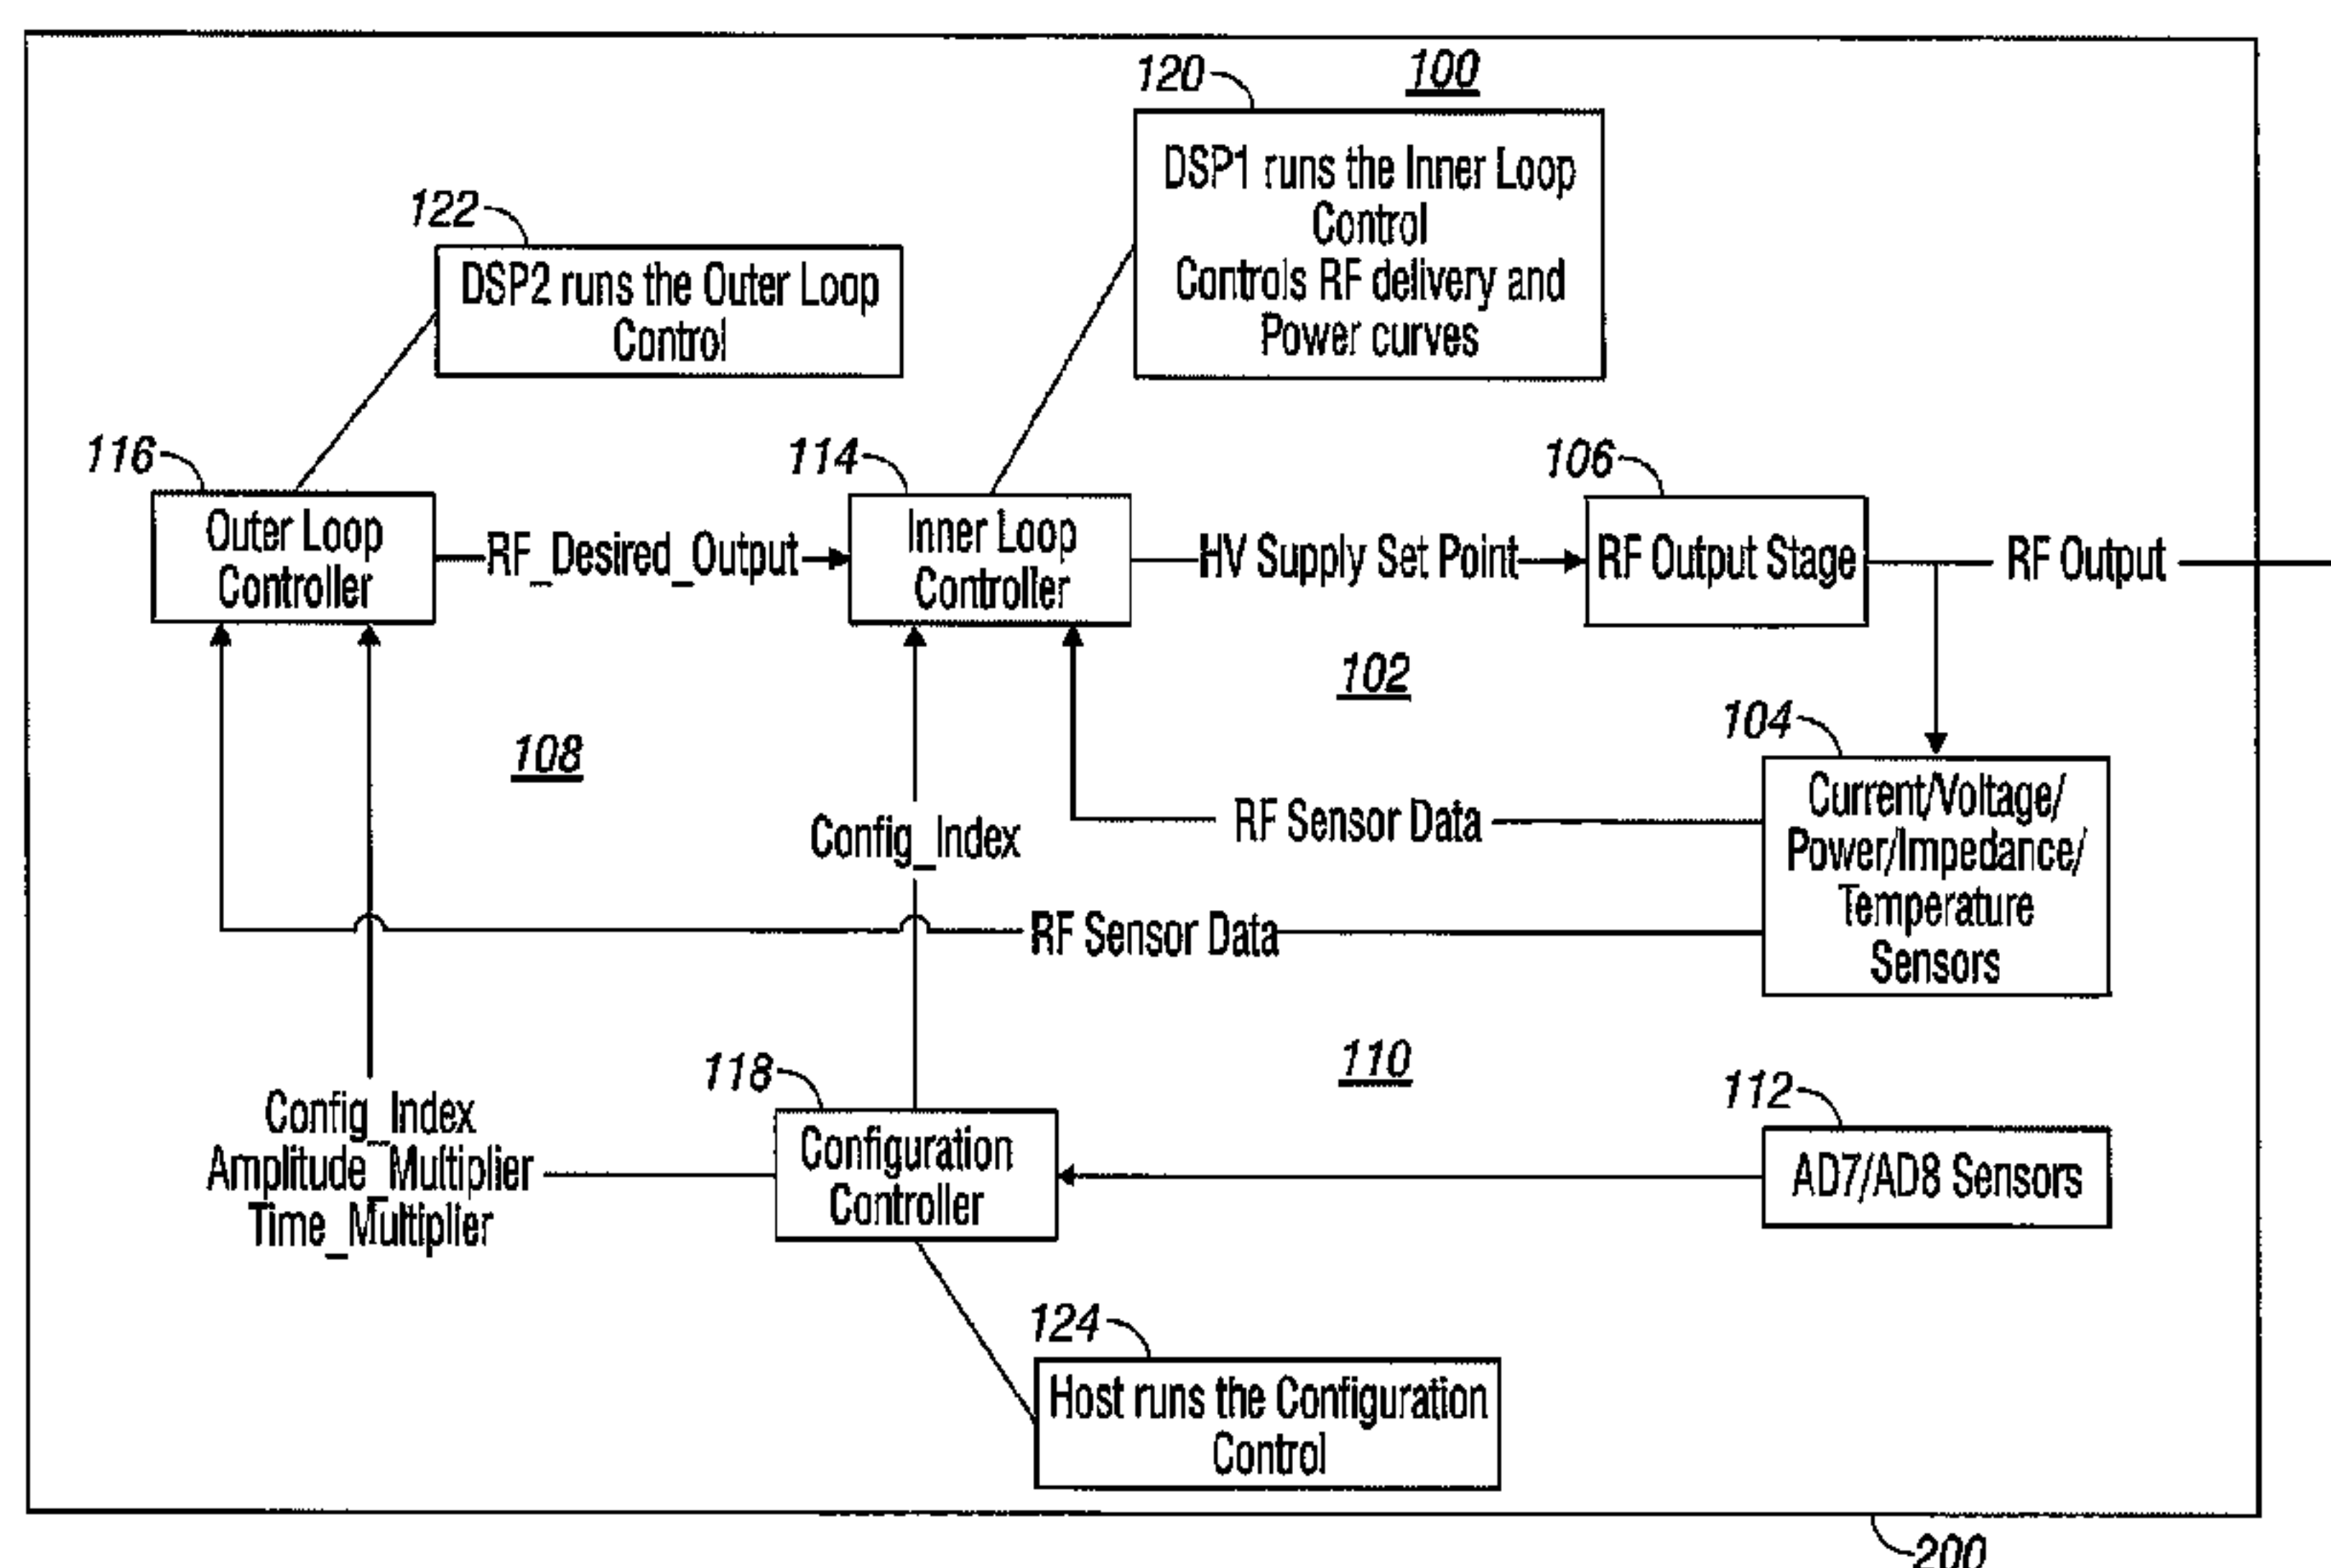 100
120
DSP1 runs the Inner Loop
Control
Controls RF delivery and
Power curves
122
DSP2 runs the Outer Loop
Control
116
Outer Loop
Controller
RF_Desired_Output
114
Inner Loop
Controller
HV Supply Set Point
106
RF Output Stage
RF Output
102
104
Current/Voltage/
Power/Impedance/
Temperature
Sensors
108
RF Sensor Data
Config_Index
RF Sensor Data
110
118
Configuration
Controller
112
AD7/AD8 Sensors
Config_Index
Amplitude_Multiplier
Time_Multiplier
124
Host runs the Configuration
Control
200